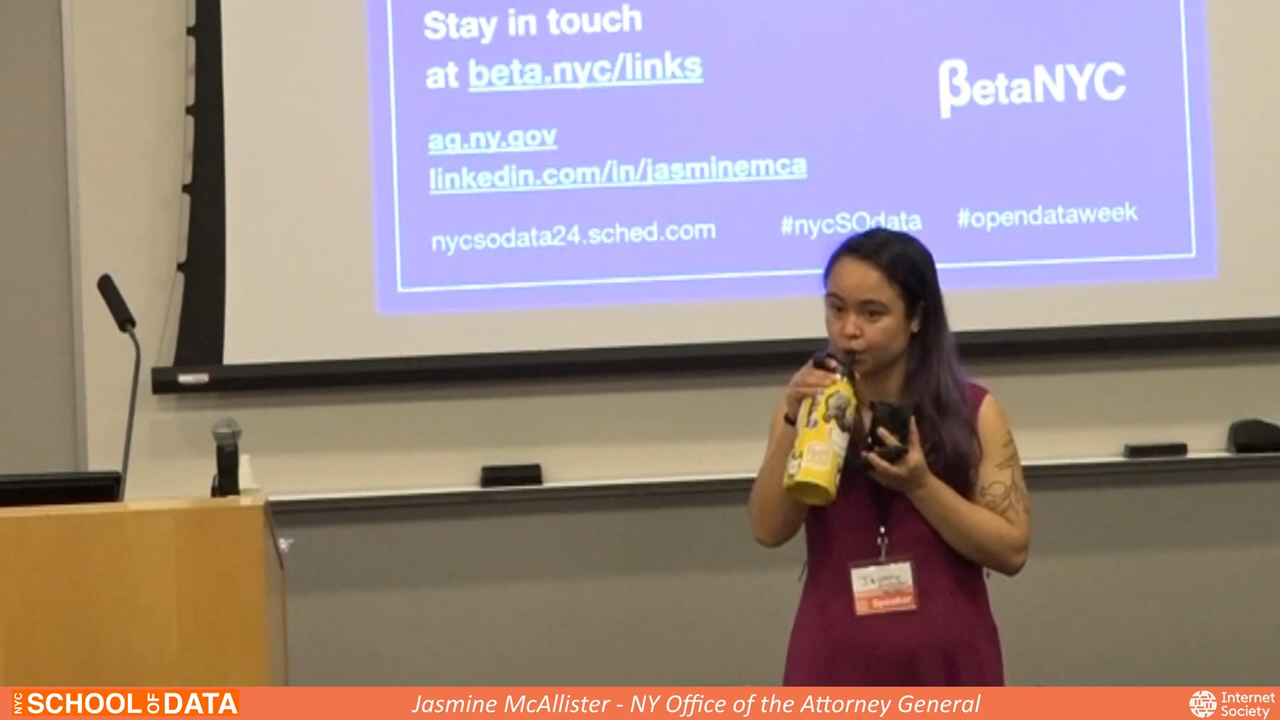 Stay in touch
at beta.nyc/links
βetaNYC
ag.ny.gov
linkedin.com/in/jasminemca
nycsodata24.sched.com
#nycSOdata
#opendataweek
Speaker
NYC SCHOOL OF DATA
Jasmine McAllister - NY Office of the Attorney General
Internet
Society